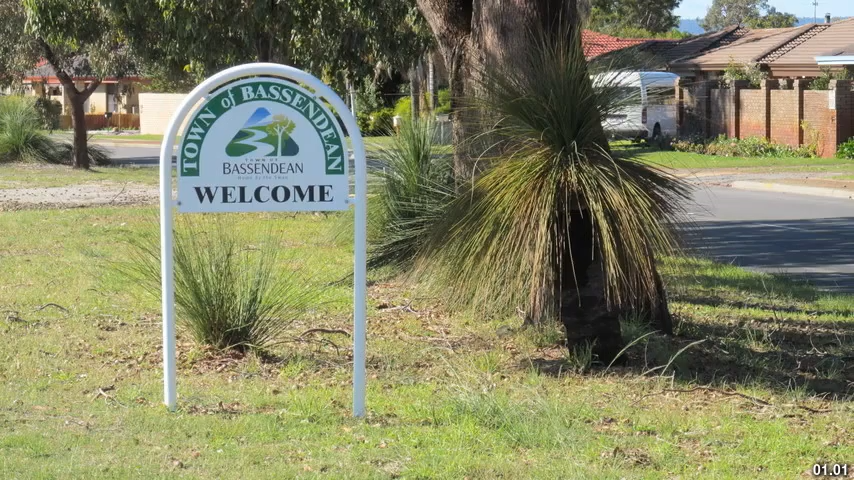 TOWN of BASSENDEAN
TOWN OF
BASSENDEAN
WELCOME
01.01